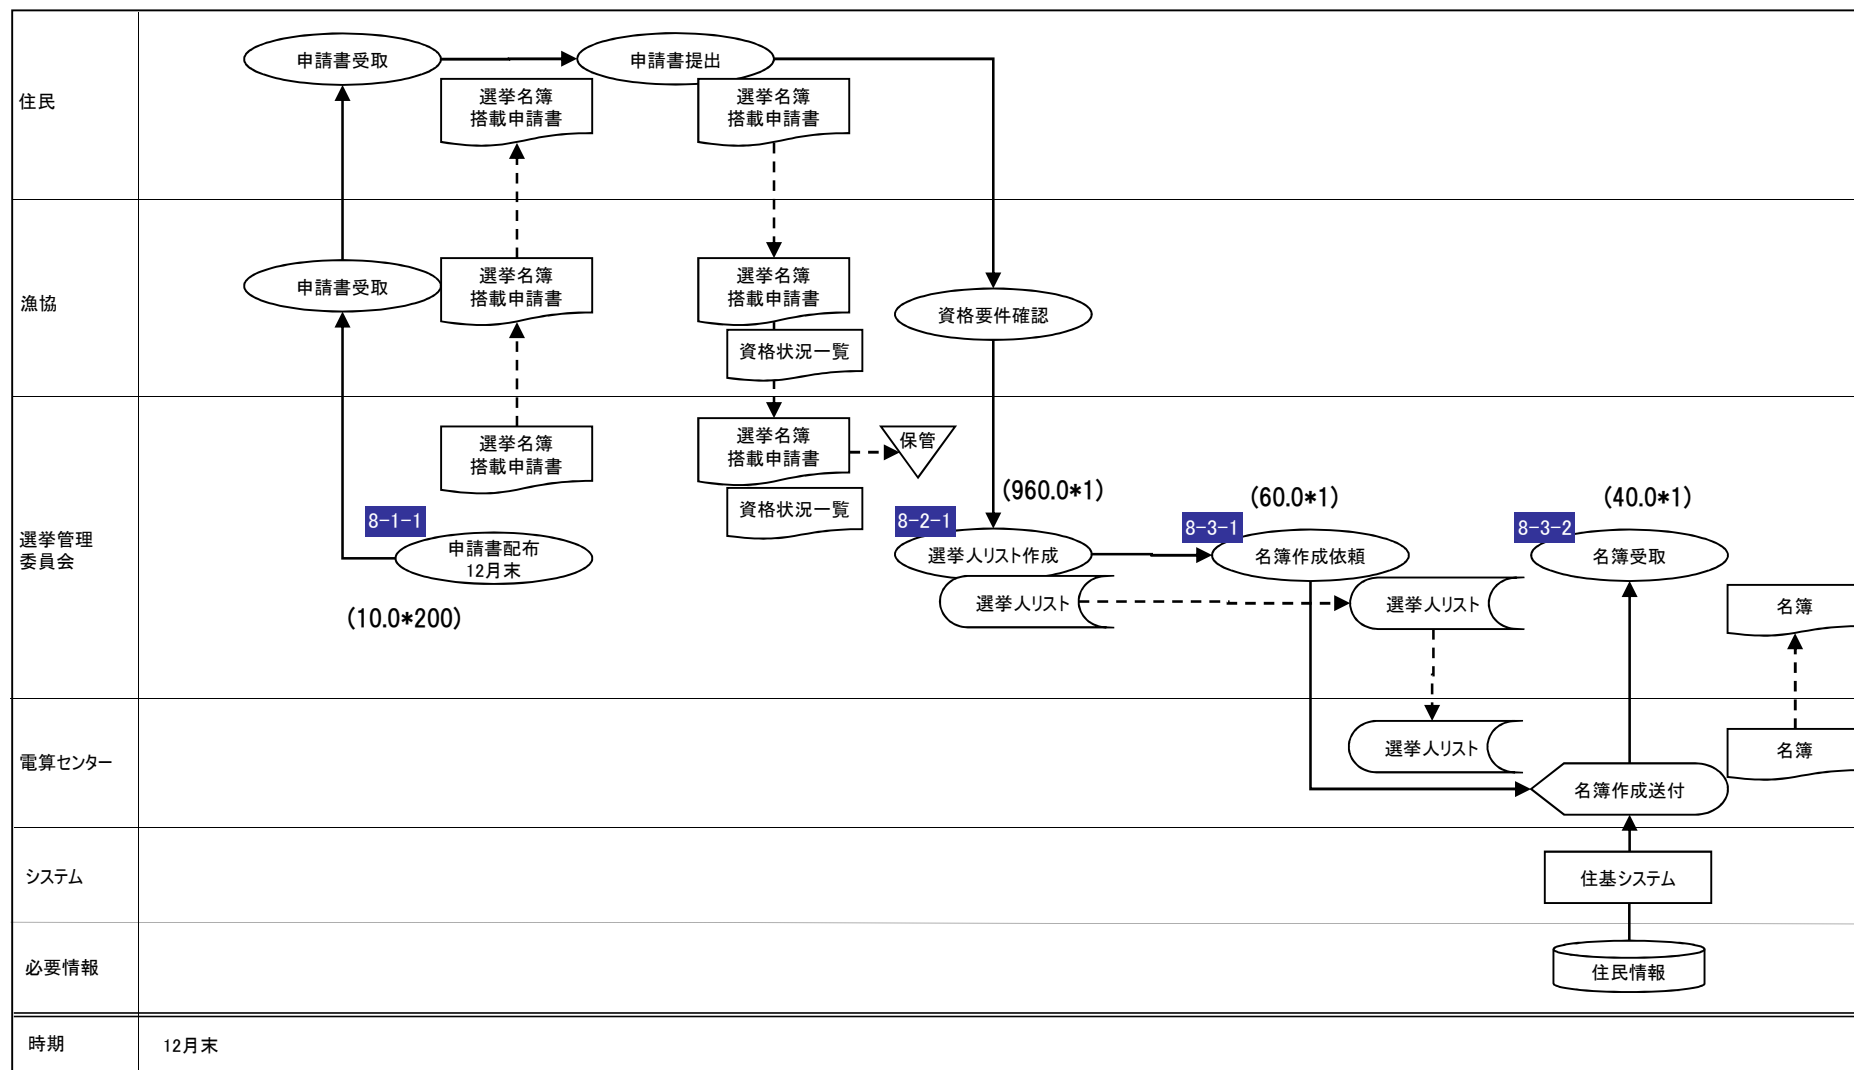 住民
申請書受取
申請書提出
選挙名簿
搭載申請書
選挙名簿
搭載申請書
漁協
申請書受取
選挙名簿
搭載申請書
選挙名簿
搭載申請書
資格状況一覧
資格要件確認
選挙管理
委員会
選挙名簿
搭載申請書
選挙名簿
搭載申請書
保管
資格状況一覧
8-1-1
申請書配布
12月末
(10.0*200)
(960.0*1)
8-2-1
選挙人リスト作成
選挙人リスト
(60.0*1)
8-3-1
名簿作成依頼
選挙人リスト
(40.0*1)
8-3-2
名簿受取
名簿
電算センター
選挙人リスト
名簿
名簿作成送付
システム
住基システム
必要情報
住民情報
時期
12月末